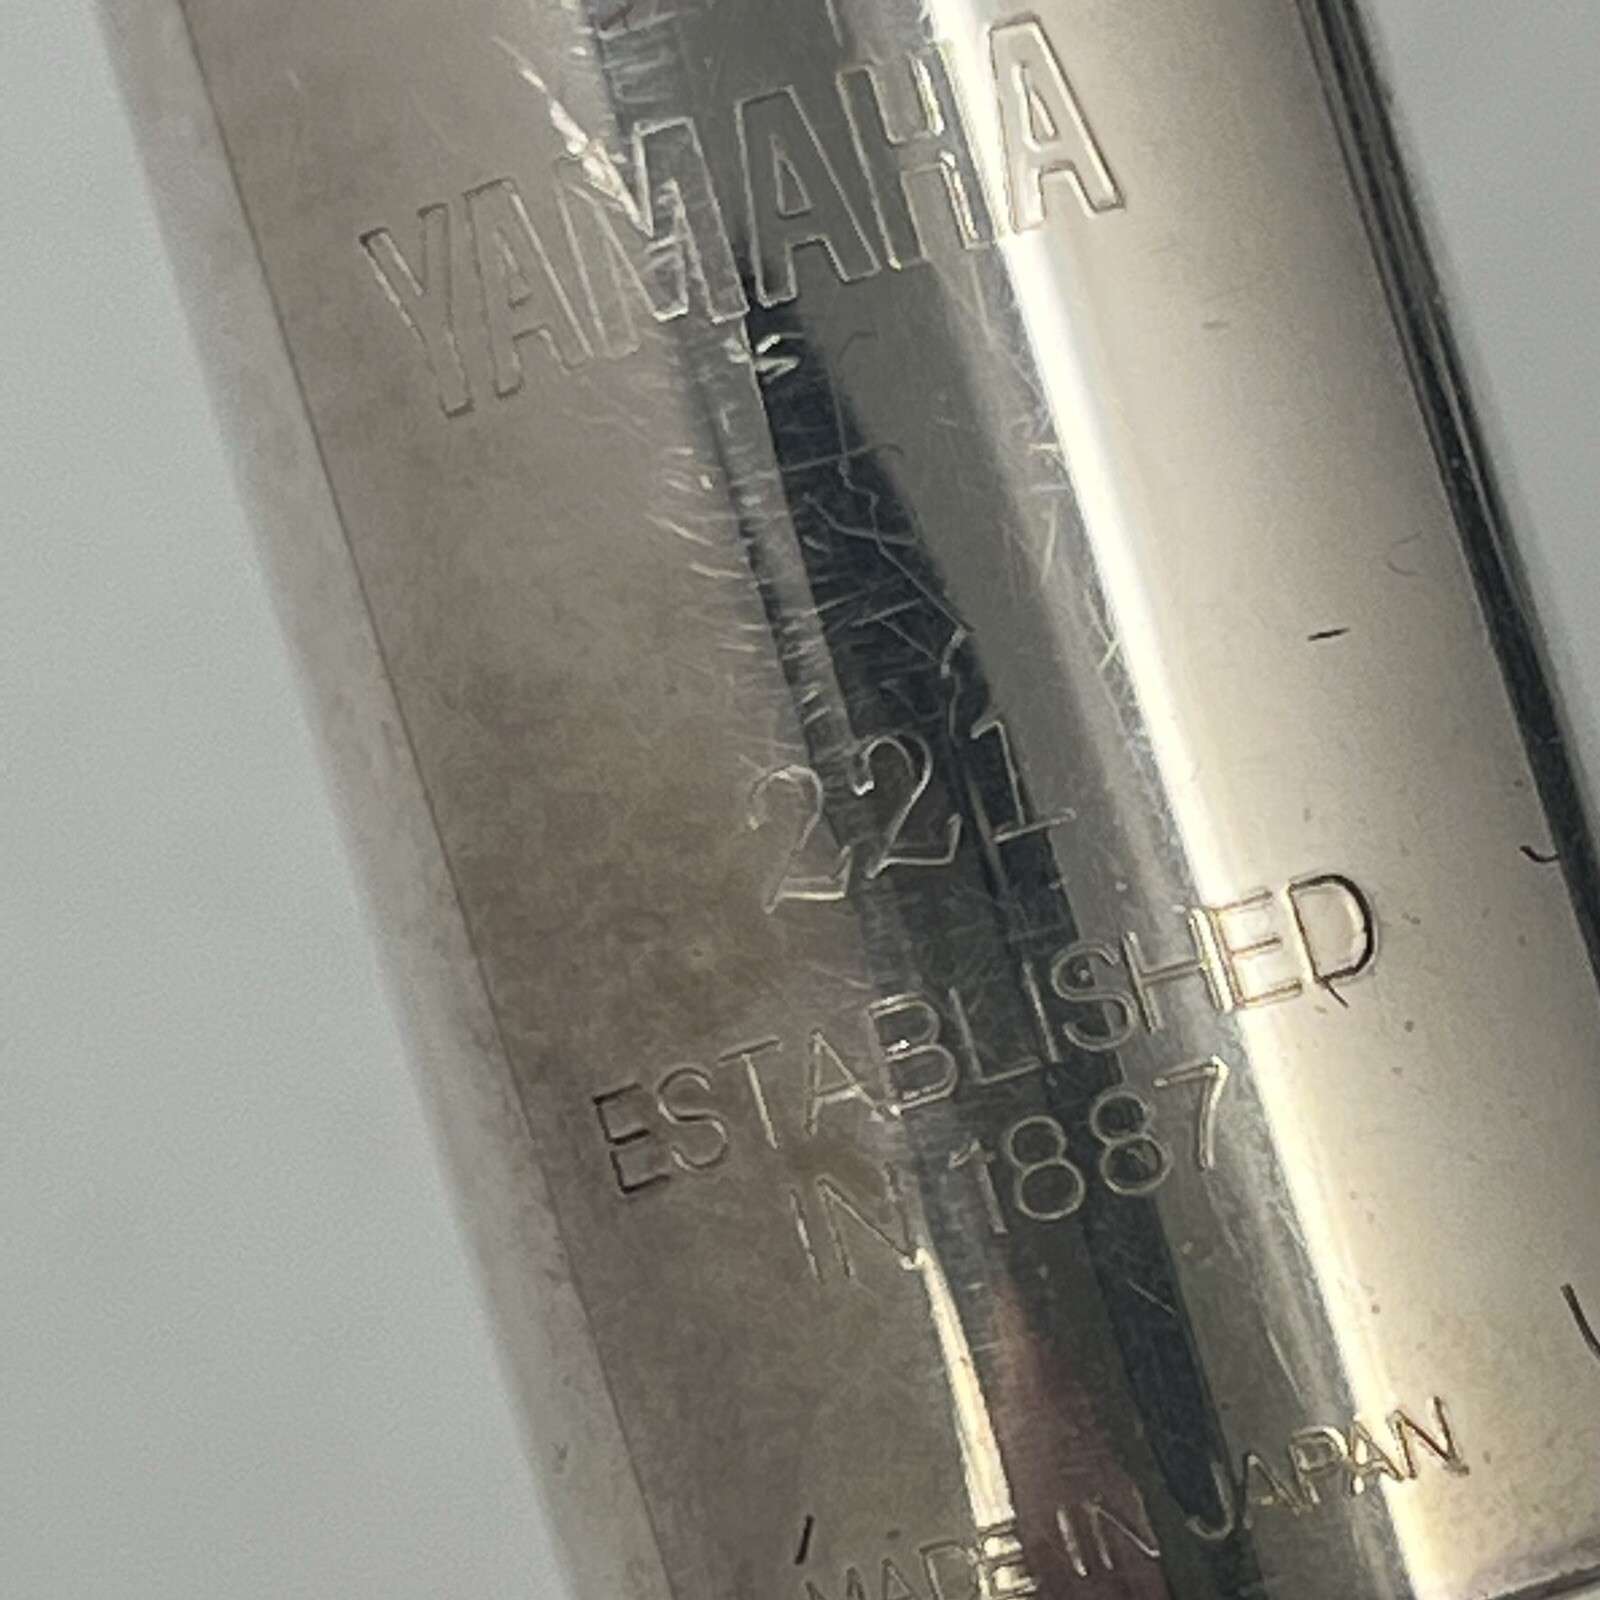 YAMAHA
221
ESTABLISHED
IN 1887
MADE IN JAPAN